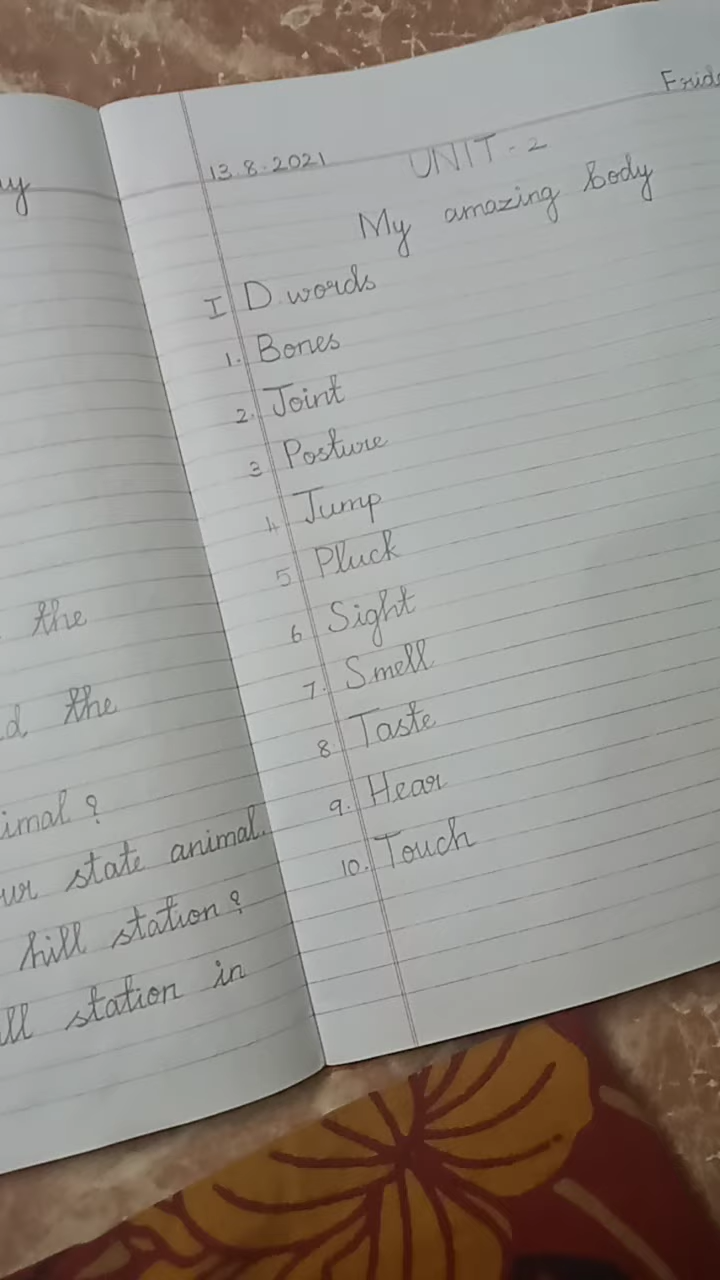 y
the
d the
imal ?
ur state animal.
hill station ?
ll station in
Frid
13.8.2021 UNIT-2
My amazing body
I D.words
1. Bones
2. Joint
3 Posture
4 Jump
5 Pluck
6 Sight
7. Smell
8. Taste
9. Hear
10. Touch